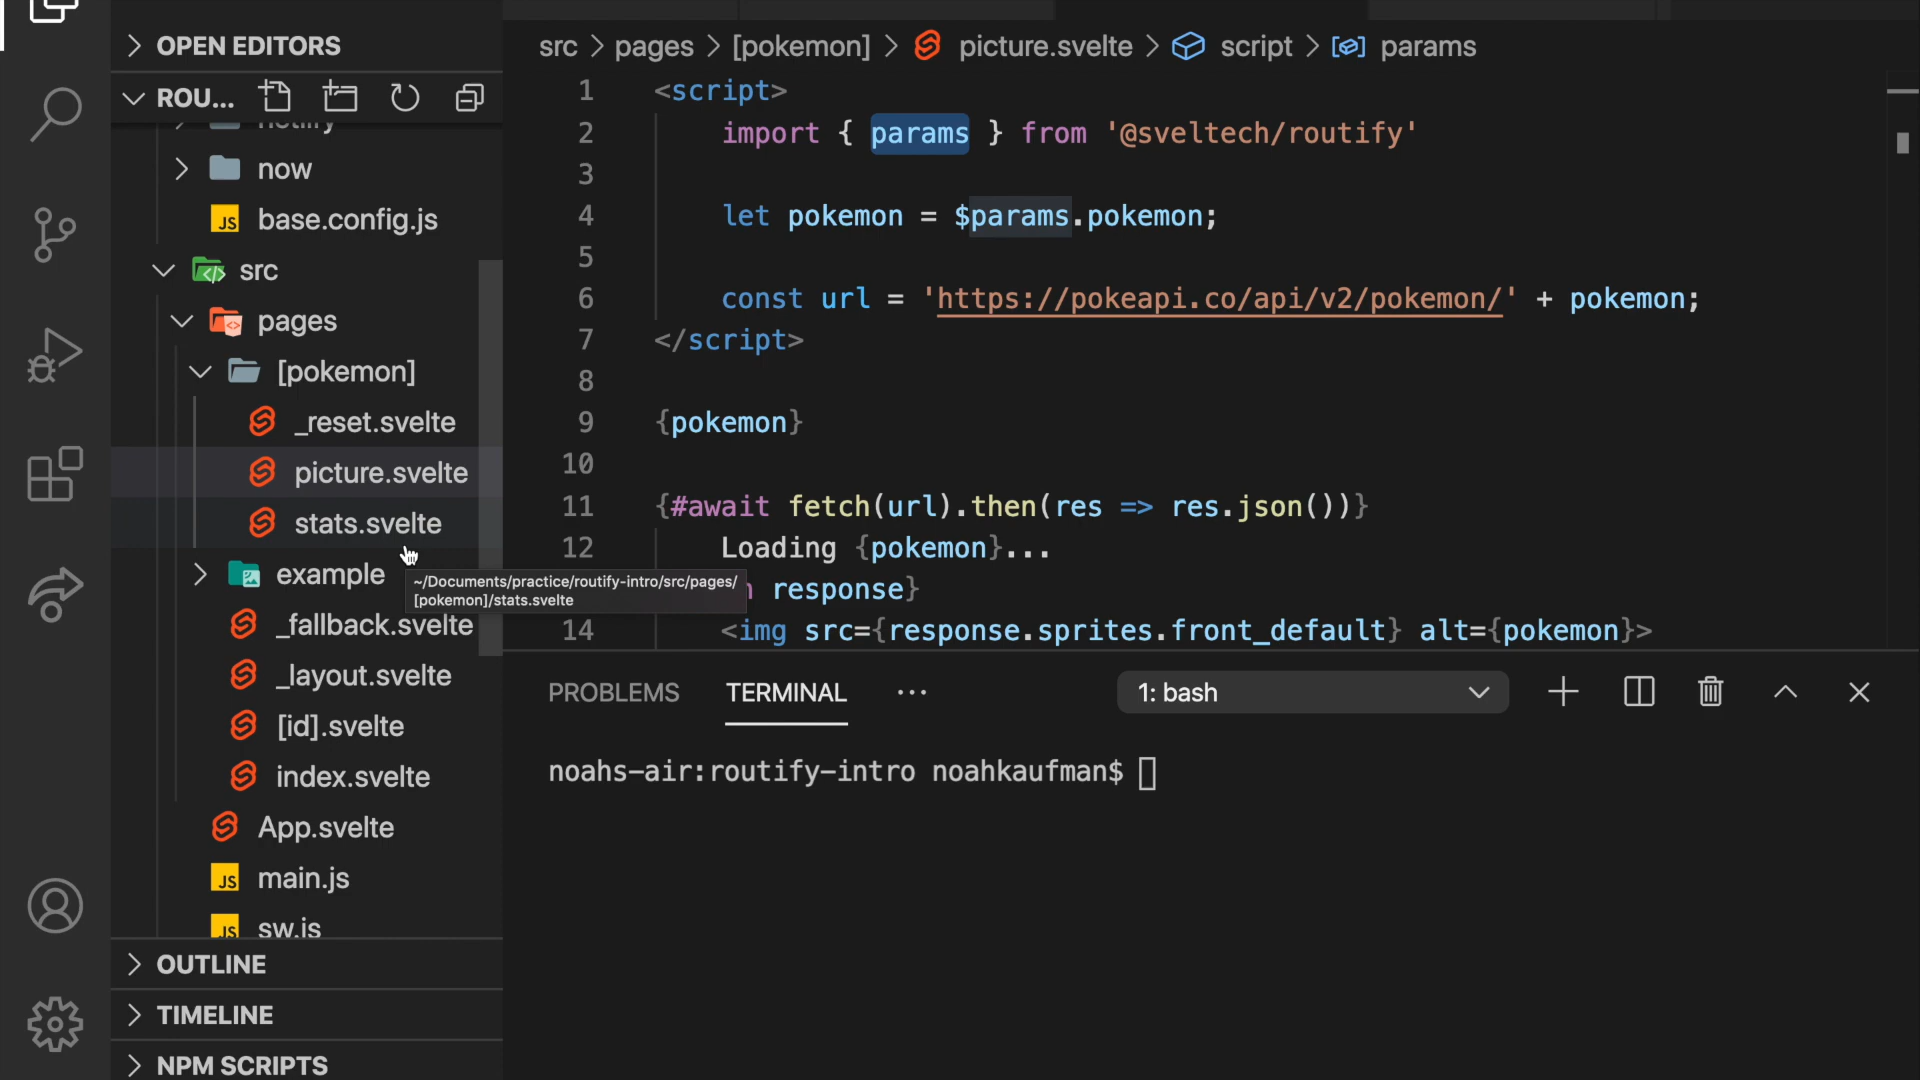 OPEN EDITORS
ROU...
notify
now
JS base.config.js
src
pages
[pokemon]
_reset.svelte
picture.svelte
stats.svelte
example
_fallback.svelte
_layout.svelte
[id].svelte
index.svelte
App.svelte
JS main.js
JS sw.js
OUTLINE
TIMELINE
NPM SCRIPTS
src > pages > [pokemon] > picture.svelte > script > params
1 <script>
2 import { params } from '@sveltech/routify'
3
4 let pokemon = $params.pokemon;
5
6 const url = 'https://pokeapi.co/api/v2/pokemon/' + pokemon;
7 </script>
8
9 {pokemon}
10
11 {#await fetch(url).then(res => res.json())}
12 Loading {pokemon}...
response}
14 <img src={response.sprites.front_default} alt={pokemon}>
~/Documents/practice/routify-intro/src/pages/
[pokemon]/stats.svelte
PROBLEMS TERMINAL ... 1: bash
noahs-air:routify-intro noahkaufman$